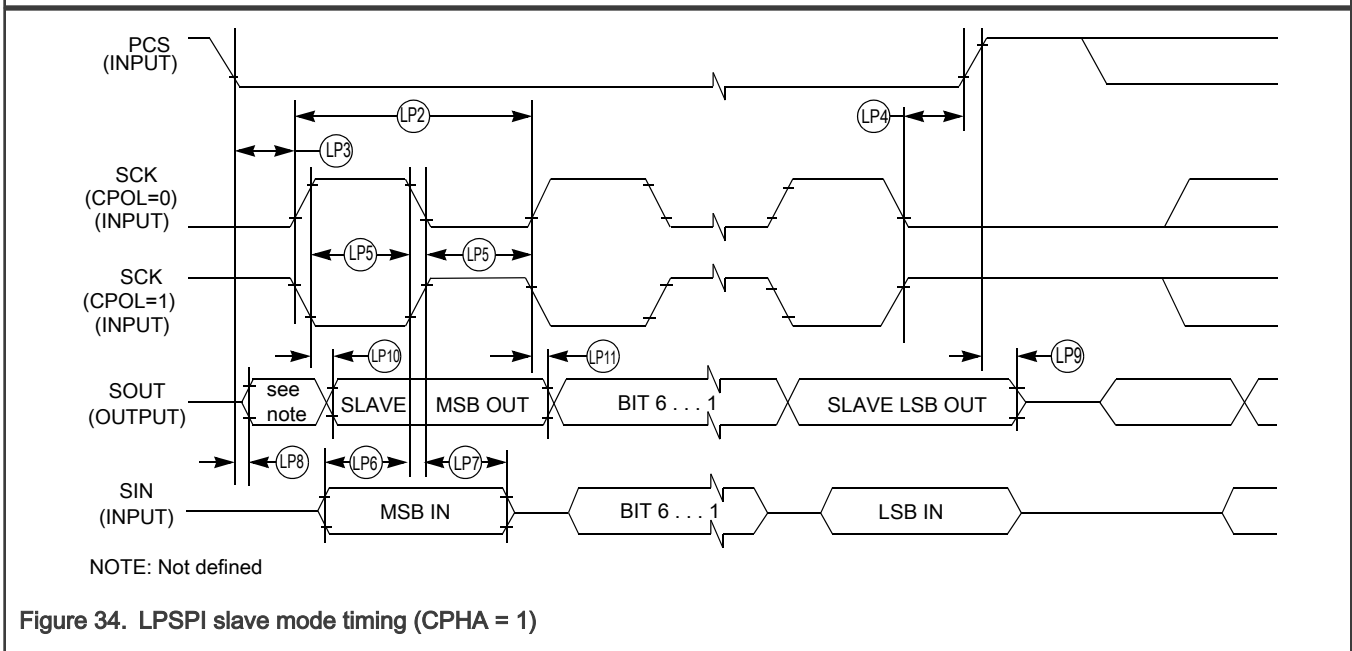 PCS
(INPUT)
LP2
LP4
LP3
SCK
(CPOL=0)
(INPUT)
LP5
LP5
SCK
(CPOL=1)
(INPUT)
LP10
LP11
LP9
SOUT
(OUTPUT)
see
note
SLAVE
MSB OUT
BIT 6 . . . 1
SLAVE LSB OUT
LP8
LP6
LP7
SIN
(INPUT)
MSB IN
BIT 6 . . . 1
LSB IN
NOTE: Not defined
Figure 34. LPSPI slave mode timing (CPHA = 1)